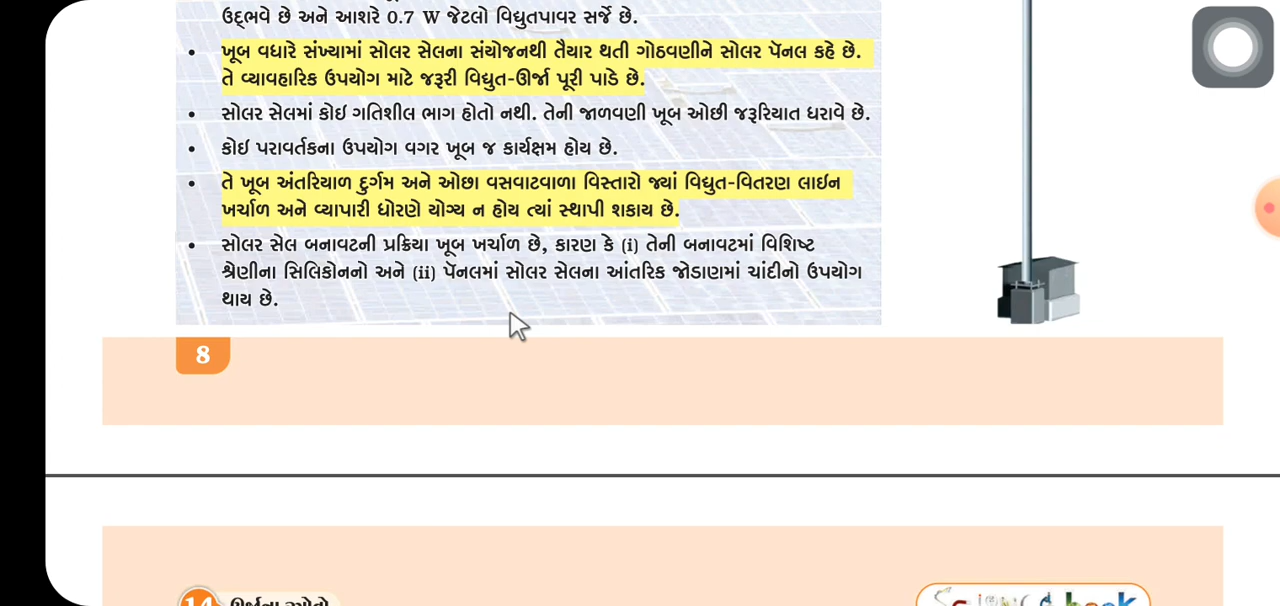 ઉદ્ભવે છે અને આશરે 0.7 W જેટલો વિદ્યુતપાવર સર્જે છે.
• ખૂબ વધારે સંખ્યામાં સોલર સેલના સંયોજનથી તૈયાર થતી ગોઠવણીને સોલર પૅનલ કહે છે.
તે વ્યાવહારિક ઉપયોગ માટે જરૂરી વિદ્યુત-ઊર્જા પૂરી પાડે છે.
• સોલર સેલમાં કોઇ ગતિશીલ ભાગ હોતો નથી. તેની જાળવણી ખૂબ ઓછી જરૂરિયાત ધરાવે છે.
• કોઇ પરાવર્તકના ઉપયોગ વગર ખૂબ જ કાર્યક્ષમ હોય છે.
• તે ખૂબ અંતરિયાળ દુર્ગમ અને ઓછા વસવાટવાળા વિસ્તારો જ્યાં વિદ્યુત-વિતરણ લાઇન
ખર્ચાળ અને વ્યાપારી ધોરણે યોગ્ય ન હોય ત્યાં સ્થાપી શકાય છે.
• સોલર સેલ બનાવટની પ્રક્રિયા ખૂબ ખર્ચાળ છે, કારણ કે (i) તેની બનાવટમાં વિશિષ્ટ
શ્રેણીના સિલિકોનનો અને (ii) પૅનલમાં સોલર સેલના આંતરિક જોડાણમાં ચાંદીનો ઉપયોગ
થાય છે.
8
14 ઊર્જાના સ્ત્રોતો